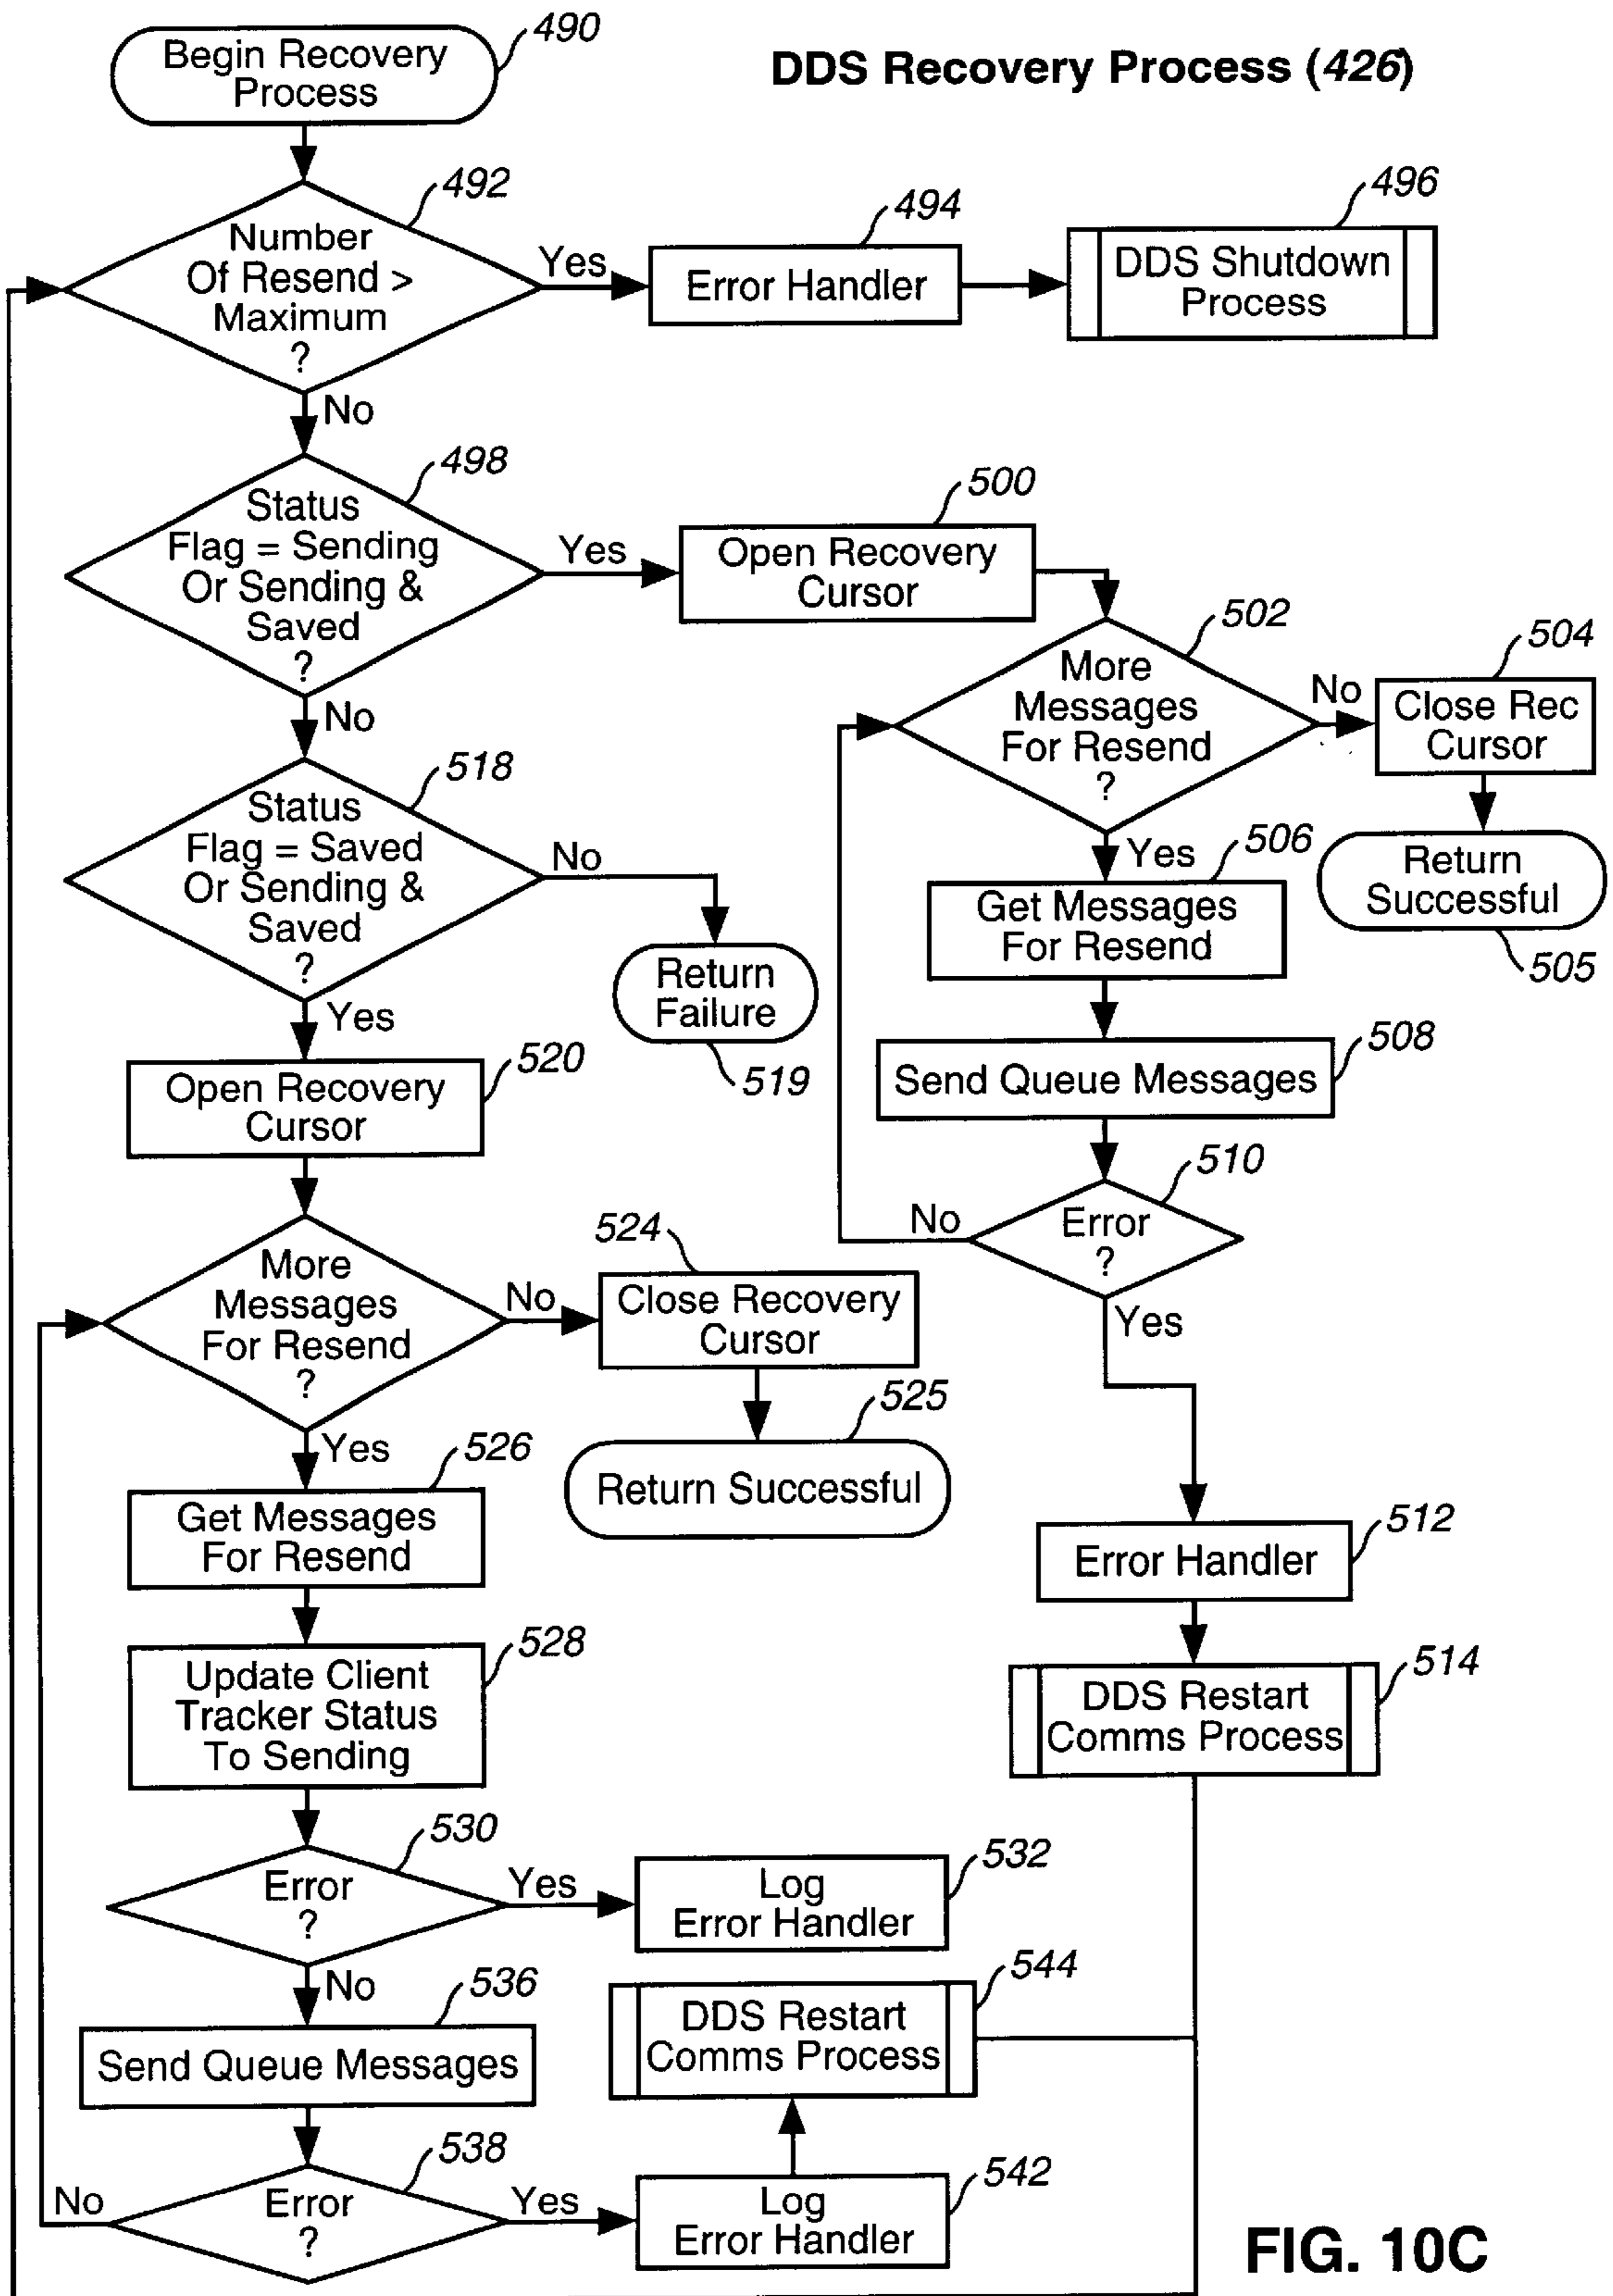 490
Begin Recovery
Process
DDS Recovery Process (426)
492
Number
Of Resend >
Maximum
?
Yes
494
Error Handler
496
DDS Shutdown
Process
No
498
Status
Flag = Sending
Or Sending &
Saved
?
Yes
500
Open Recovery
Cursor
502
More
Messages
For Resend
?
No
504
Close Rec
Cursor
Return
Successful
505
No
518
Status
Flag = Saved
Or Sending &
Saved
?
No
Return
Failure
519
Yes
506
Get Messages
For Resend
508
Send Queue Messages
510
Error
?
No
Yes
512
Error Handler
514
DDS Restart
Comms Process
Yes
520
Open Recovery
Cursor
More
Messages
For Resend
?
No
524
Close Recovery
Cursor
525
Return Successful
Yes
526
Get Messages
For Resend
528
Update Client
Tracker Status
To Sending
530
Error
?
Yes
532
Log
Error Handler
No
536
Send Queue Messages
544
DDS Restart
Comms Process
538
Error
?
No
Yes
542
Log
Error Handler
FIG. 10C